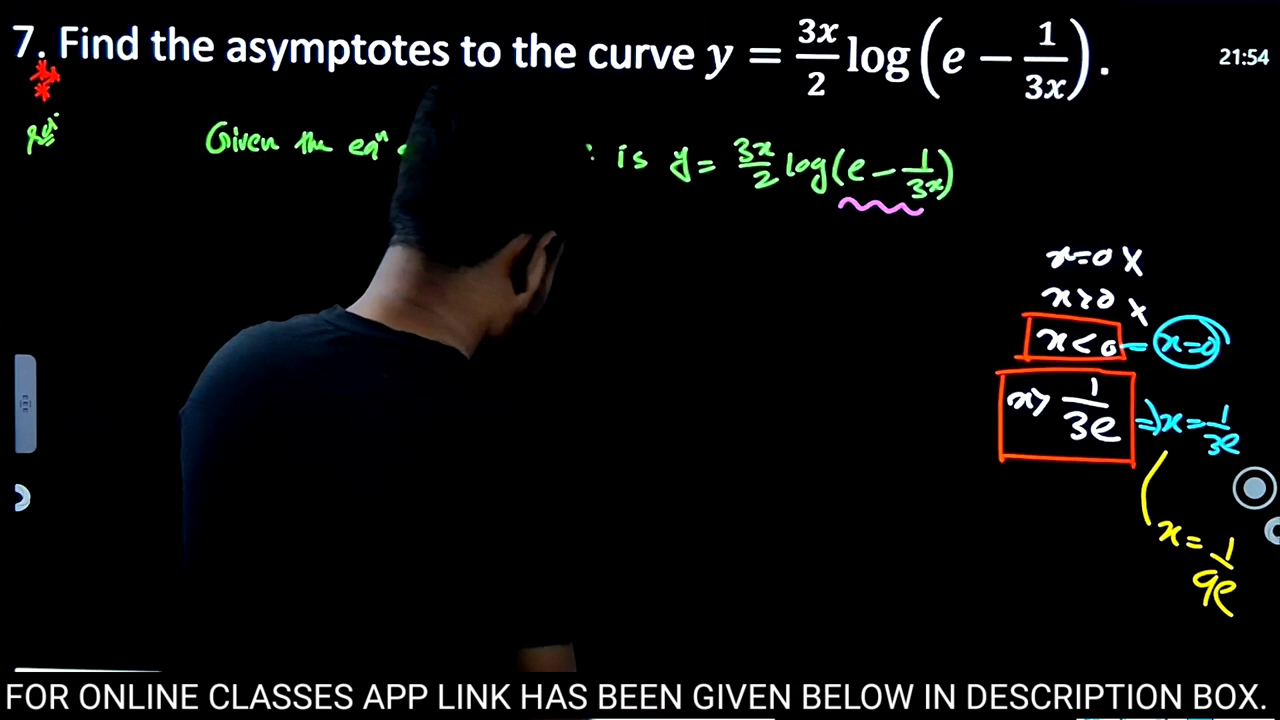 7. Find the asymptotes to the curve y = 3x/2 log(e − 1/3x).
21:54
Given the eqⁿ is y = 3x/2 log(e − 1/3x)
x=0 X
x>0 X
x<0 – x=0
x> 1/3e ⇒ x = 1/3e
x = 1/9e
FOR ONLINE CLASSES APP LINK HAS BEEN GIVEN BELOW IN DESCRIPTION BOX.